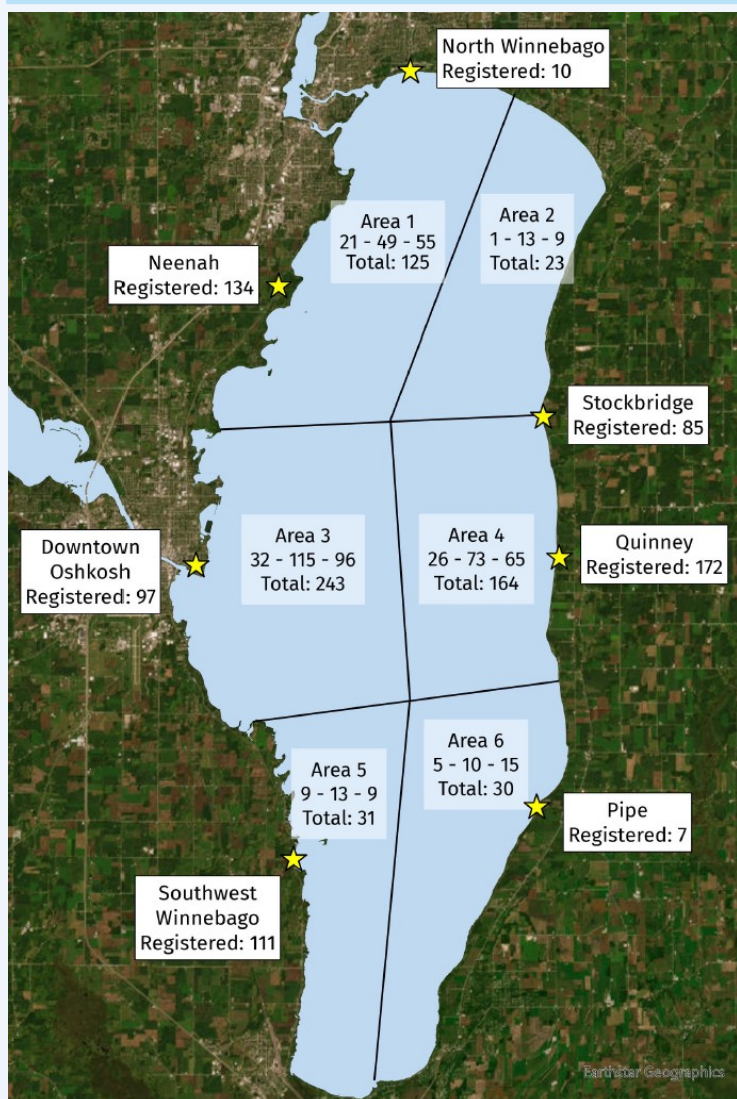 North Winnebago
Registered: 10
Area 1
21 - 49 - 55
Total: 125
Area 2
1 - 13 - 9
Total: 23
Neenah
Registered: 134
Stockbridge
Registered: 85
Area 3
32 - 115 - 96
Total: 243
Area 4
26 - 73 - 65
Total: 164
Downtown
Oshkosh
Registered: 97
Quinney
Registered: 172
Area 5
9 - 13 - 9
Total: 31
Area 6
5 - 10 - 15
Total: 30
Pipe
Registered: 7
Southwest
Winnebago
Registered: 111
Earthstar Geographics